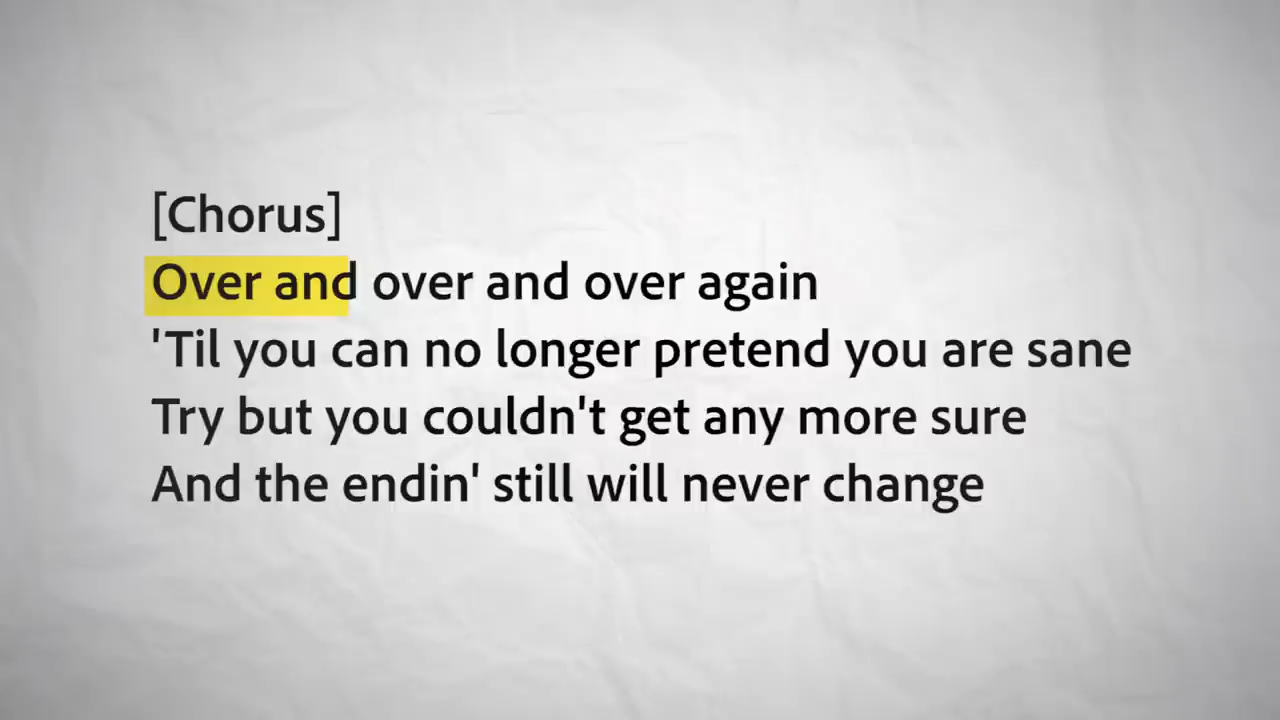 [Chorus]
Over and over and over again
'Til you can no longer pretend you are sane
Try but you couldn't get any more sure
And the endin' still will never change